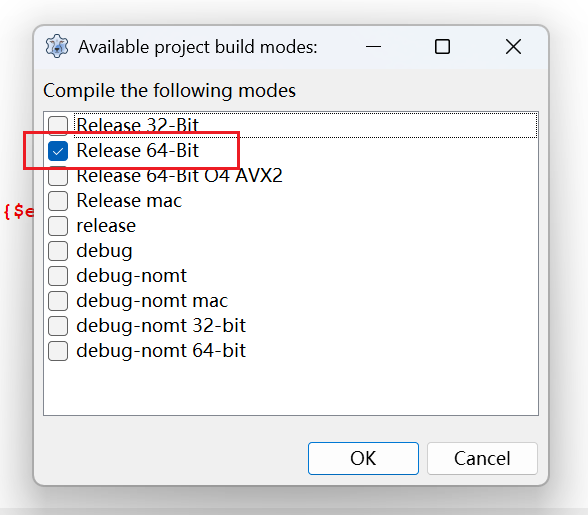 Available project build modes:
Compile the following modes
Release 32-Bit
Release 64-Bit
Release 64-Bit O4 AVX2
Release mac
release
debug
debug-nomt
debug-nomt mac
debug-nomt 32-bit
debug-nomt 64-bit
{$e
OK Cancel